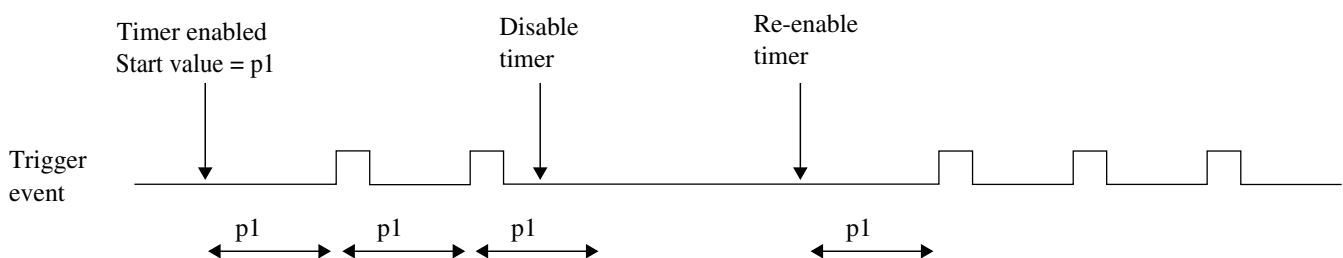 Timer enabled
Start value = p1
Disable
timer
Re-enable
timer
Trigger
event
p1
p1
p1
p1